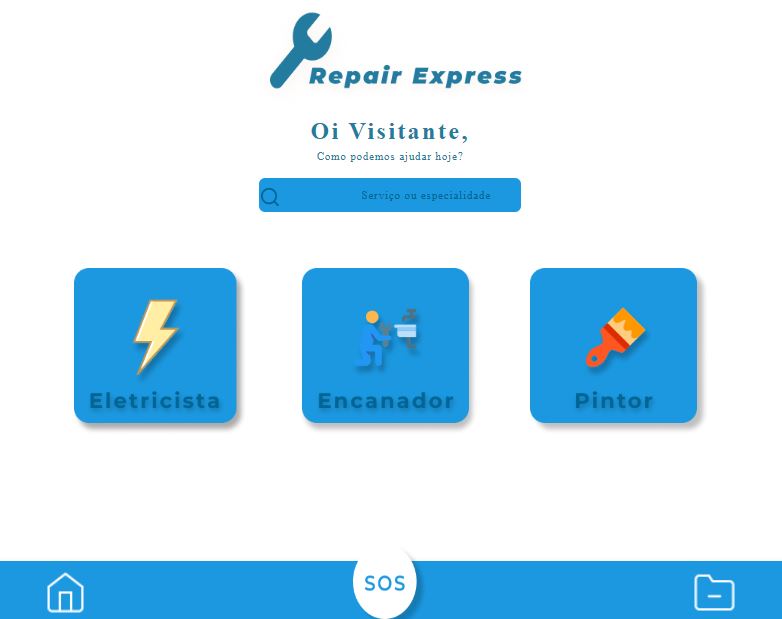 Repair Express
Oi Visitante,
Como podemos ajudar hoje?
Serviço ou especialidade
Eletricista
Encanador
Pintor
SOS